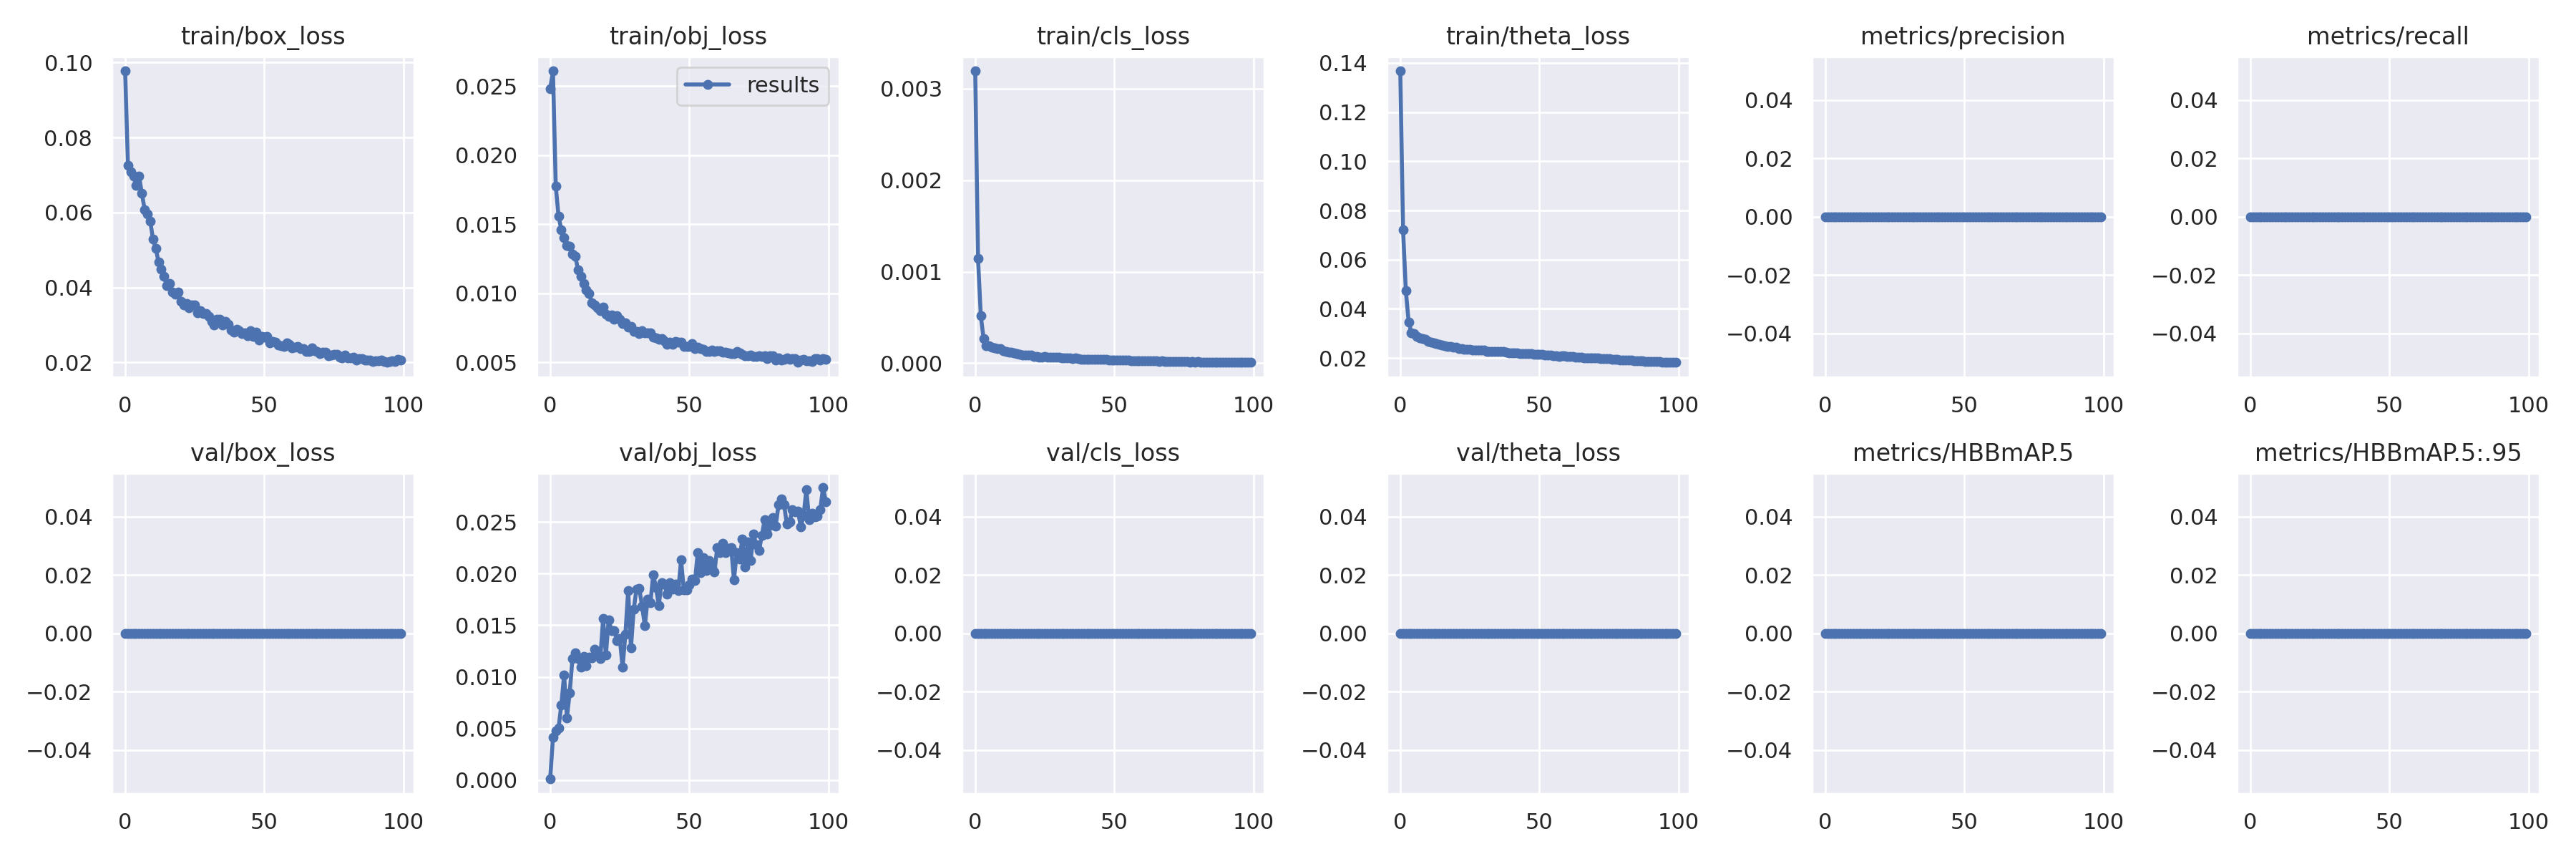 train/box_loss
0.10
0.08
0.06
0.04
0.02
0 50 100
train/obj_loss
results
0.025
0.020
0.015
0.010
0.005
0 50 100
train/cls_loss
0.003
0.002
0.001
0.000
0 50 100
train/theta_loss
0.14
0.12
0.10
0.08
0.06
0.04
0.02
0 50 100
metrics/precision
0.04
0.02
0.00
−0.02
−0.04
0 50 100
metrics/recall
0.04
0.02
0.00
−0.02
−0.04
0 50 100
val/box_loss
0.04
0.02
0.00
−0.02
−0.04
0 50 100
val/obj_loss
0.025
0.020
0.015
0.010
0.005
0.000
0 50 100
val/cls_loss
0.04
0.02
0.00
−0.02
−0.04
0 50 100
val/theta_loss
0.04
0.02
0.00
−0.02
−0.04
0 50 100
metrics/HBBmAP.5
0.04
0.02
0.00
−0.02
−0.04
0 50 100
metrics/HBBmAP.5:.95
0.04
0.02
0.00
−0.02
−0.04
0 50 100